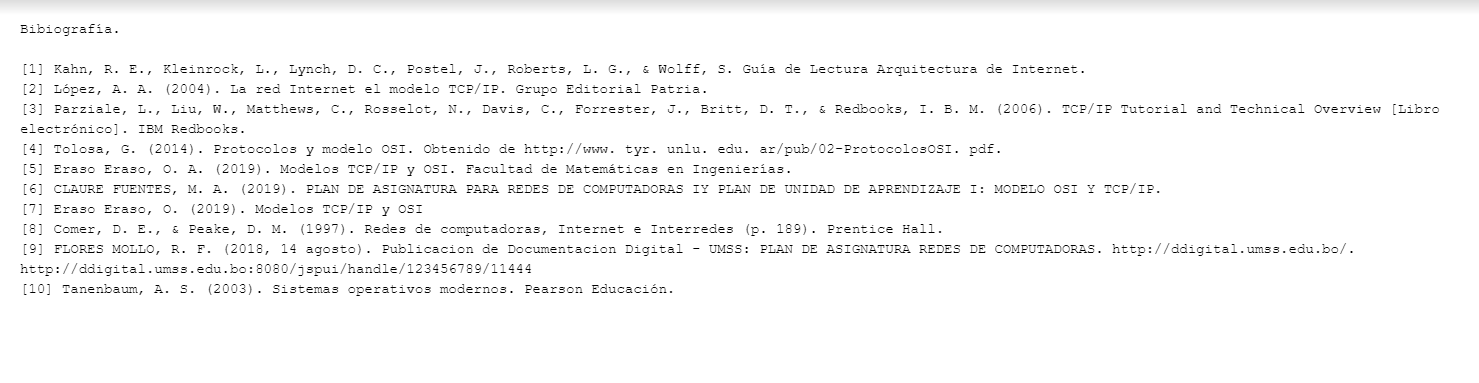 Bibiografía.
[1] Kahn, R. E., Kleinrock, L., Lynch, D. C., Postel, J., Roberts, L. G., & Wolff, S. Guía de Lectura Arquitectura de Internet.
[2] López, A. A. (2004). La red Internet el modelo TCP/IP. Grupo Editorial Patria.
[3] Parziale, L., Liu, W., Matthews, C., Rosselot, N., Davis, C., Forrester, J., Britt, D. T., & Redbooks, I. B. M. (2006). TCP/IP Tutorial and Technical Overview [Libro
electrónico]. IBM Redbooks.
[4] Tolosa, G. (2014). Protocolos y modelo OSI. Obtenido de http://www. tyr. unlu. edu. ar/pub/02-ProtocolosOSI. pdf.
[5] Eraso Eraso, O. A. (2019). Modelos TCP/IP y OSI. Facultad de Matemáticas en Ingenierías.
[6] CLAURE FUENTES, M. A. (2019). PLAN DE ASIGNATURA PARA REDES DE COMPUTADORAS IY PLAN DE UNIDAD DE APRENDIZAJE I: MODELO OSI Y TCP/IP.
[7] Eraso Eraso, O. (2019). Modelos TCP/IP y OSI
[8] Comer, D. E., & Peake, D. M. (1997). Redes de computadoras, Internet e Interredes (p. 189). Prentice Hall.
[9] FLORES MOLLO, R. F. (2018, 14 agosto). Publicacion de Documentacion Digital - UMSS: PLAN DE ASIGNATURA REDES DE COMPUTADORAS. http://ddigital.umss.edu.bo/.
http://ddigital.umss.edu.bo:8080/jspui/handle/123456789/11444
[10] Tanenbaum, A. S. (2003). Sistemas operativos modernos. Pearson Educación.